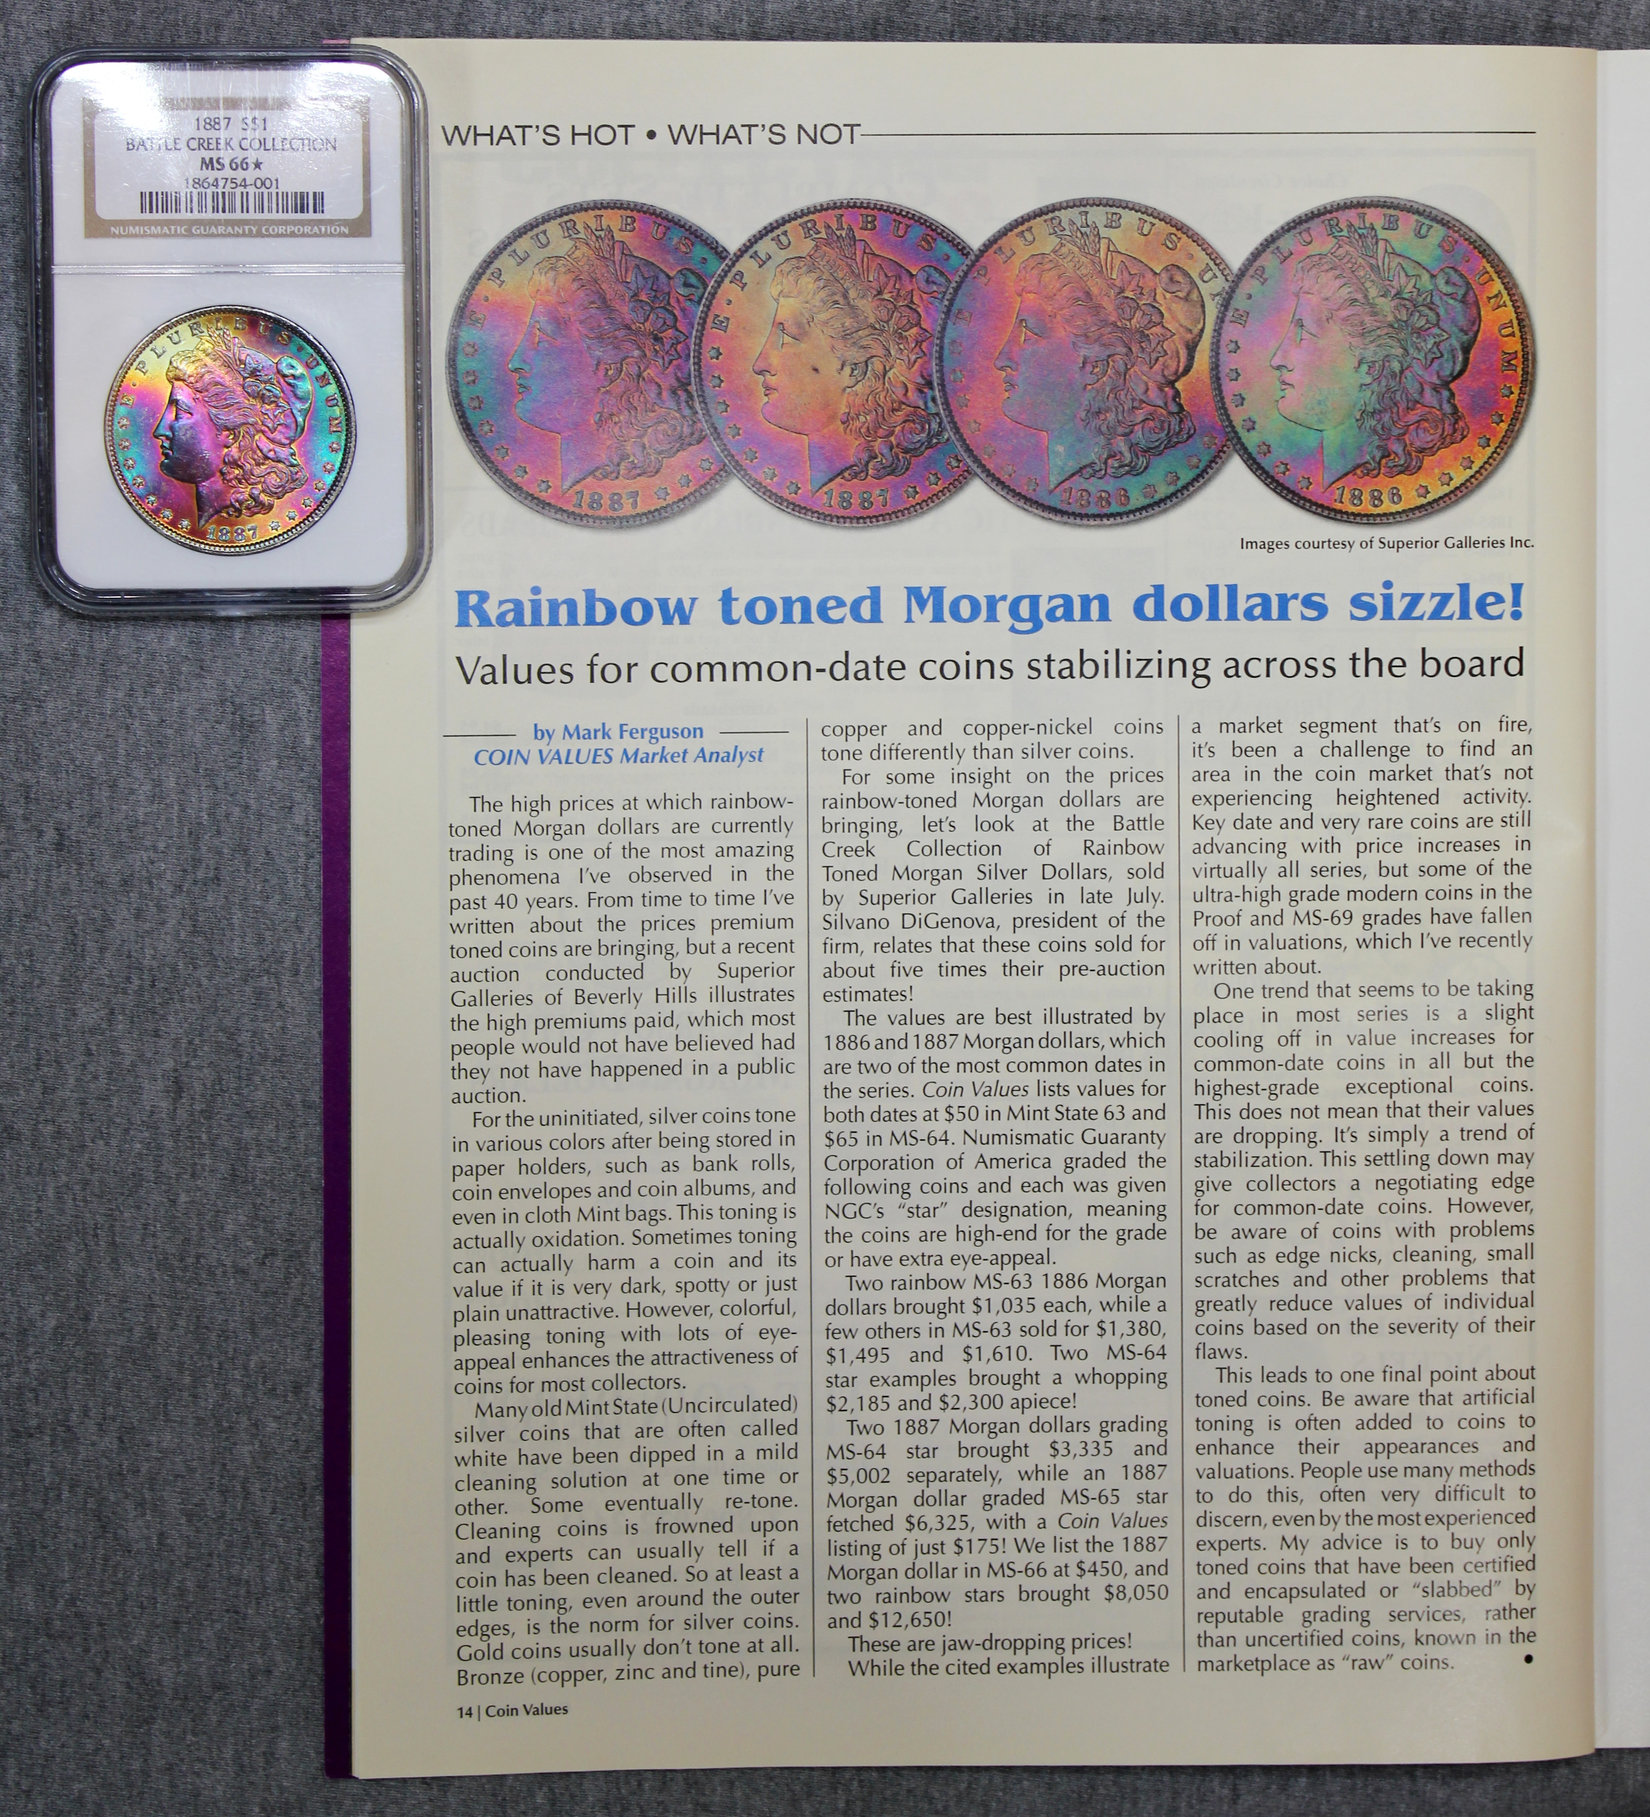 1887 S$1
BATTLE CREEK COLLECTION
MS 66★
1864754-001
NUMISMATIC GUARANTY CORPORATION
E · PLURIBUS · UNUM
1887
WHAT'S HOT • WHAT'S NOT
E · PLURIBUS ·
1887
E · PLURIBUS ·
1887
E · PLURIBUS · UN
1886
E · PLURIBUS · UNUM
1886
Images courtesy of Superior Galleries Inc.
Rainbow toned Morgan dollars sizzle!
Values for common-date coins stabilizing across the board
by Mark Ferguson
COIN VALUES Market Analyst
The high prices at which rainbow-
toned Morgan dollars are currently
trading is one of the most amazing
phenomena I've observed in the
past 40 years. From time to time I've
written about the prices premium
toned coins are bringing, but a recent
auction conducted by Superior
Galleries of Beverly Hills illustrates
the high premiums paid, which most
people would not have believed had
they not have happened in a public
auction.
For the uninitiated, silver coins tone
in various colors after being stored in
paper holders, such as bank rolls,
coin envelopes and coin albums, and
even in cloth Mint bags. This toning is
actually oxidation. Sometimes toning
can actually harm a coin and its
value if it is very dark, spotty or just
plain unattractive. However, colorful,
pleasing toning with lots of eye-
appeal enhances the attractiveness of
coins for most collectors.
Many old Mint State (Uncirculated)
silver coins that are often called
white have been dipped in a mild
cleaning solution at one time or
other. Some eventually re-tone.
Cleaning coins is frowned upon
and experts can usually tell if a
coin has been cleaned. So at least a
little toning, even around the outer
edges, is the norm for silver coins.
Gold coins usually don't tone at all.
Bronze (copper, zinc and tine), pure
copper and copper-nickel coins
tone differently than silver coins.
For some insight on the prices
rainbow-toned Morgan dollars are
bringing, let's look at the Battle
Creek Collection of Rainbow
Toned Morgan Silver Dollars, sold
by Superior Galleries in late July.
Silvano DiGenova, president of the
firm, relates that these coins sold for
about five times their pre-auction
estimates!
The values are best illustrated by
1886 and 1887 Morgan dollars, which
are two of the most common dates in
the series. Coin Values lists values for
both dates at $50 in Mint State 63 and
$65 in MS-64. Numismatic Guaranty
Corporation of America graded the
following coins and each was given
NGC's "star" designation, meaning
the coins are high-end for the grade
or have extra eye-appeal.
Two rainbow MS-63 1886 Morgan
dollars brought $1,035 each, while a
few others in MS-63 sold for $1,380,
$1,495 and $1,610. Two MS-64
star examples brought a whopping
$2,185 and $2,300 apiece!
Two 1887 Morgan dollars grading
MS-64 star brought $3,335 and
$5,002 separately, while an 1887
Morgan dollar graded MS-65 star
fetched $6,325, with a Coin Values
listing of just $175! We list the 1887
Morgan dollar in MS-66 at $450, and
two rainbow stars brought $8,050
and $12,650!
These are jaw-dropping prices!
While the cited examples illustrate
a market segment that's on fire,
it's been a challenge to find an
area in the coin market that's not
experiencing heightened activity.
Key date and very rare coins are still
advancing with price increases in
virtually all series, but some of the
ultra-high grade modern coins in the
Proof and MS-69 grades have fallen
off in valuations, which I've recently
written about.
One trend that seems to be taking
place in most series is a slight
cooling off in value increases for
common-date coins in all but the
highest-grade exceptional coins.
This does not mean that their values
are dropping. It's simply a trend of
stabilization. This settling down may
give collectors a negotiating edge
for common-date coins. However,
be aware of coins with problems
such as edge nicks, cleaning, small
scratches and other problems that
greatly reduce values of individual
coins based on the severity of their
flaws.
This leads to one final point about
toned coins. Be aware that artificial
toning is often added to coins to
enhance their appearances and
valuations. People use many methods
to do this, often very difficult to
discern, even by the most experienced
experts. My advice is to buy only
toned coins that have been certified
and encapsulated or "slabbed" by
reputable grading services, rather
than uncertified coins, known in the
marketplace as "raw" coins. •
14 | Coin Values